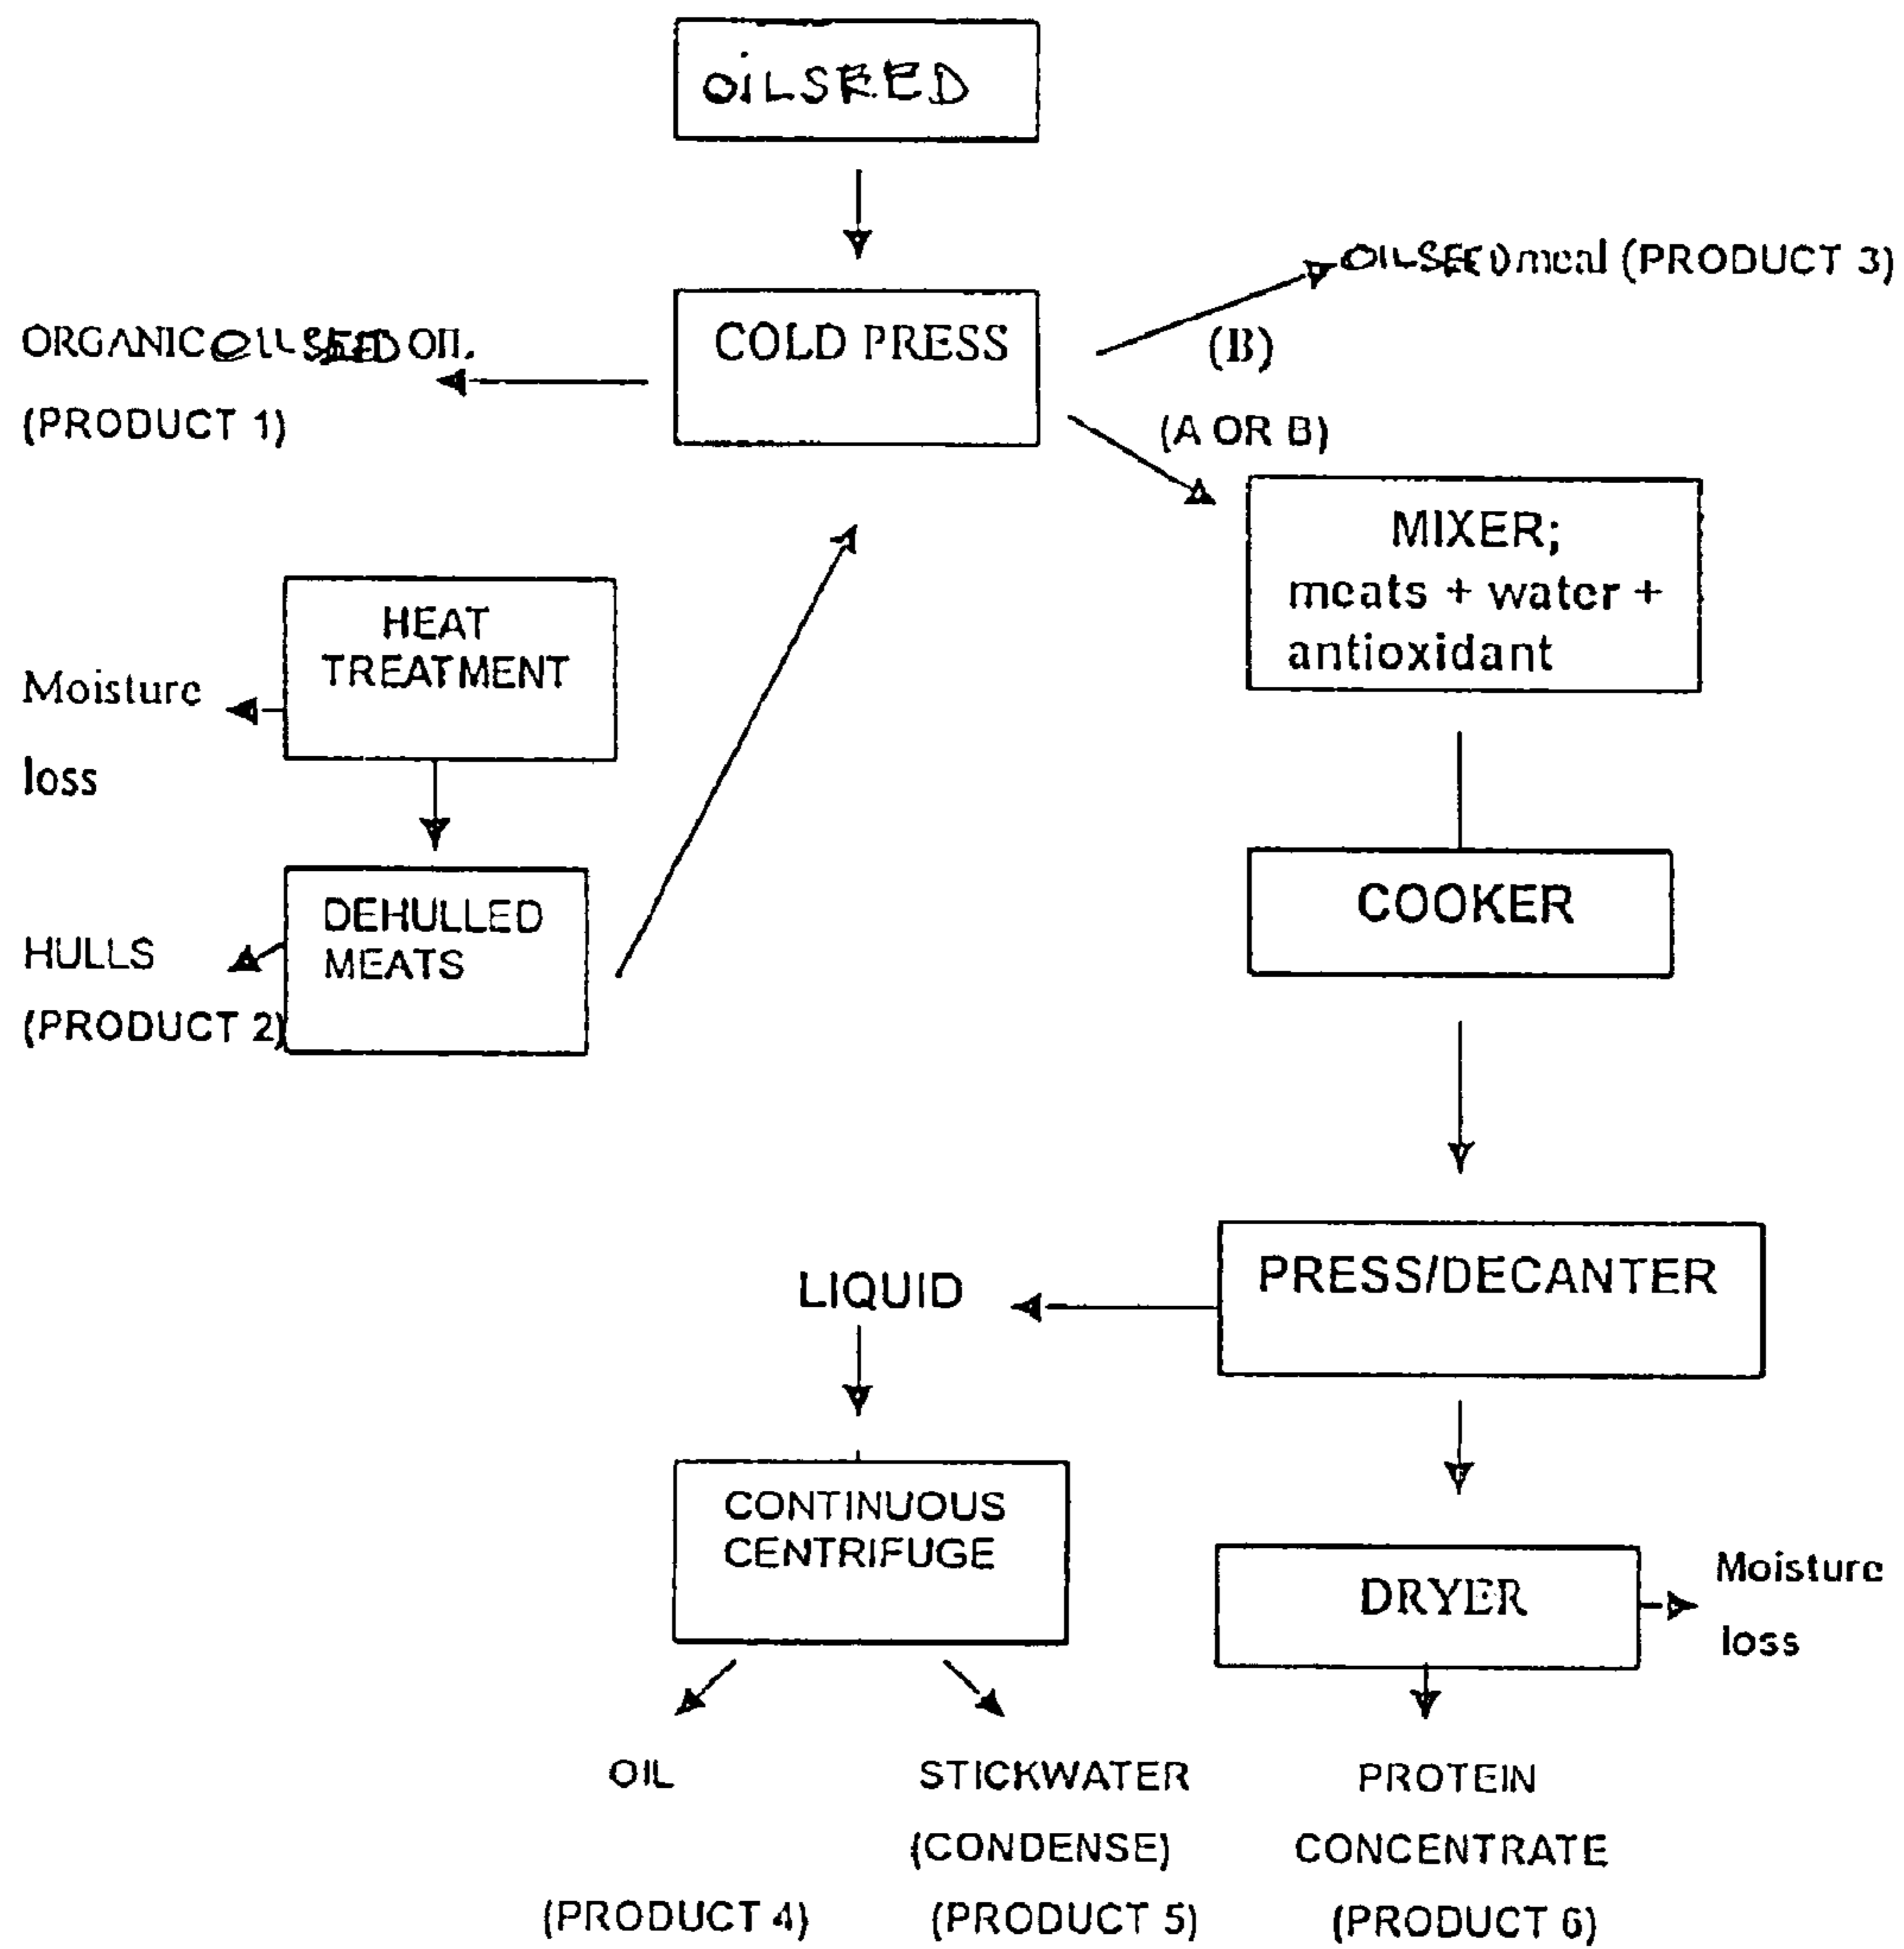 OiLSEED
OILSEED meal (PRODUCT 3)
ORGANIC OILSEED OIL
(PRODUCT 1)
COLD PRESS
(B)
(A OR B)
MIXER;
meats + water +
antioxidant
HEAT
TREATMENT
Moisture
loss
DEHULLED
MEATS
HULLS
(PRODUCT 2)
COOKER
PRESS/DECANTER
LIQUID
CONTINUOUS
CENTRIFUGE
DRYER
Moisture
loss
OIL
(PRODUCT 4)
STICKWATER
(CONDENSE)
(PRODUCT 5)
PROTEIN
CONCENTRATE
(PRODUCT 6)